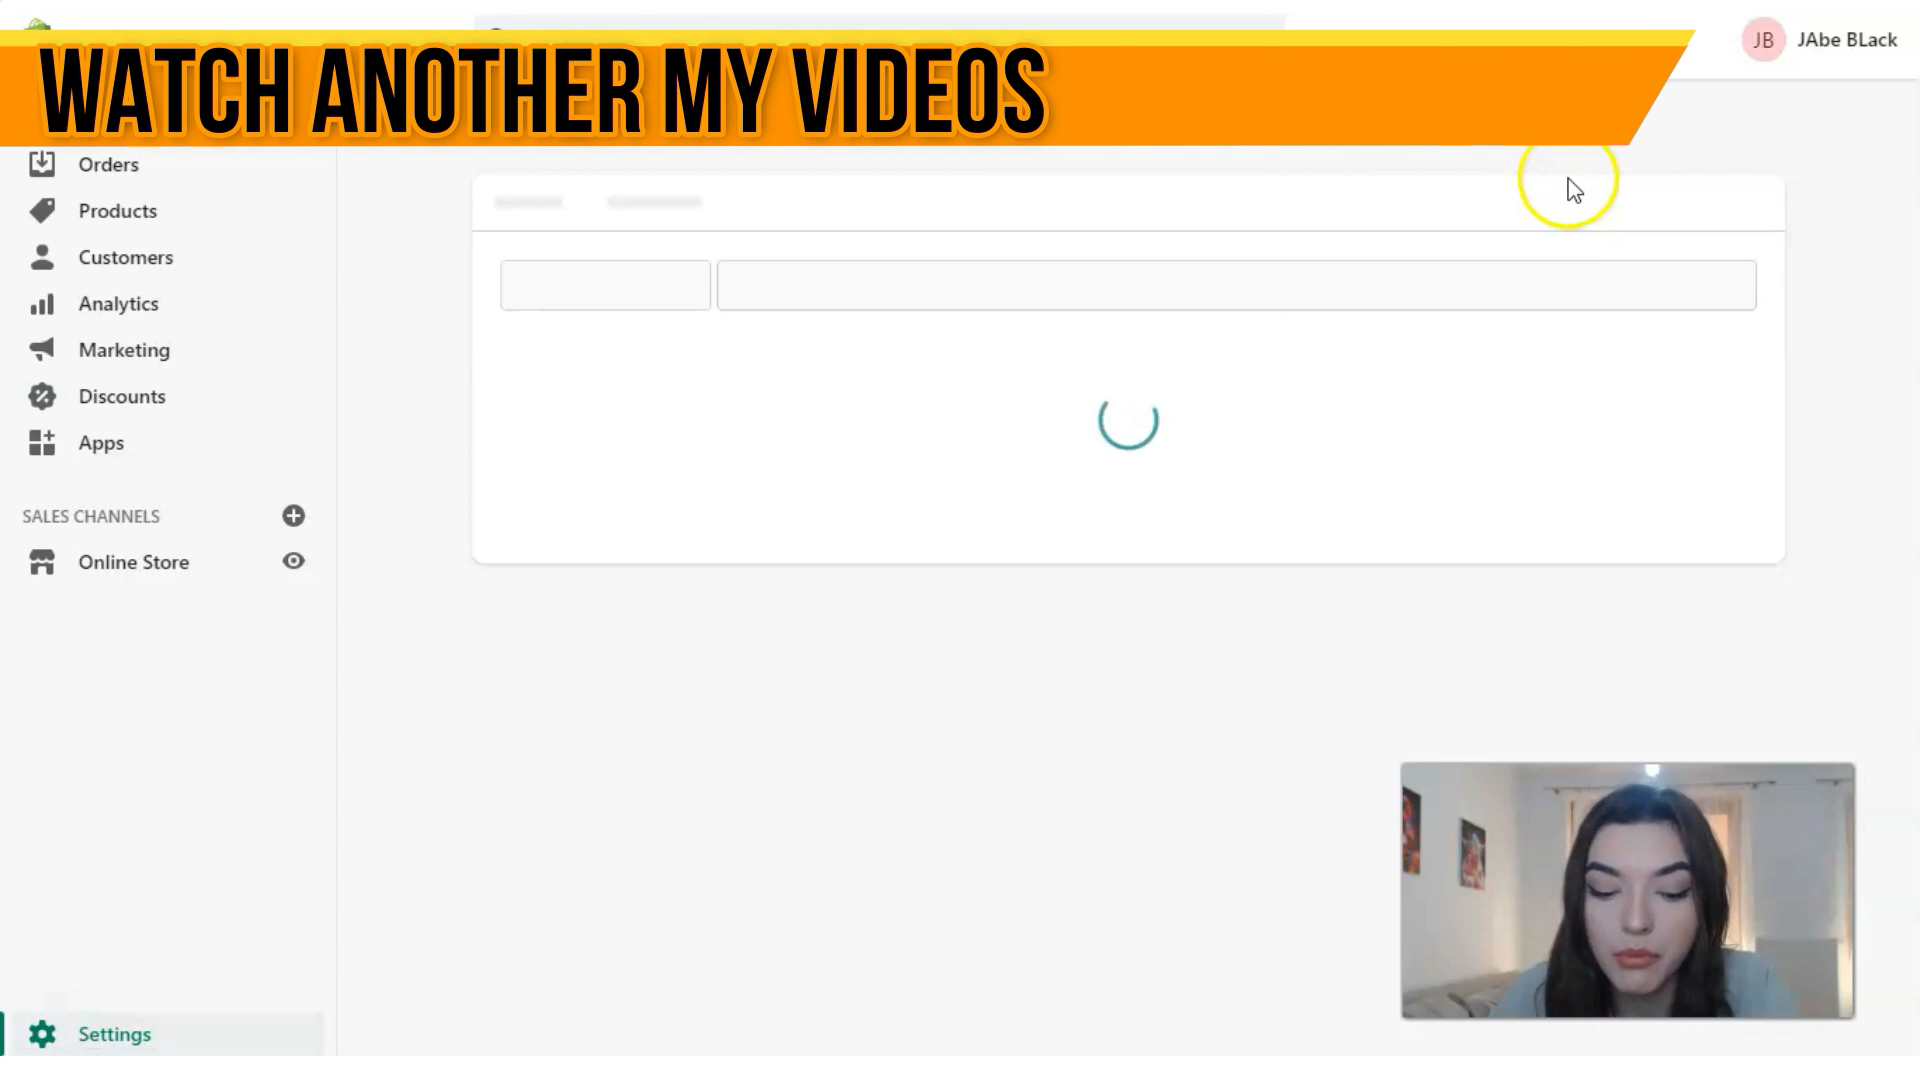 WATCH ANOTHER MY VIDEOS
JB JAbe BLack
Orders
Products
Customers
Analytics
Marketing
Discounts
Apps
SALES CHANNELS
Online Store
Settings